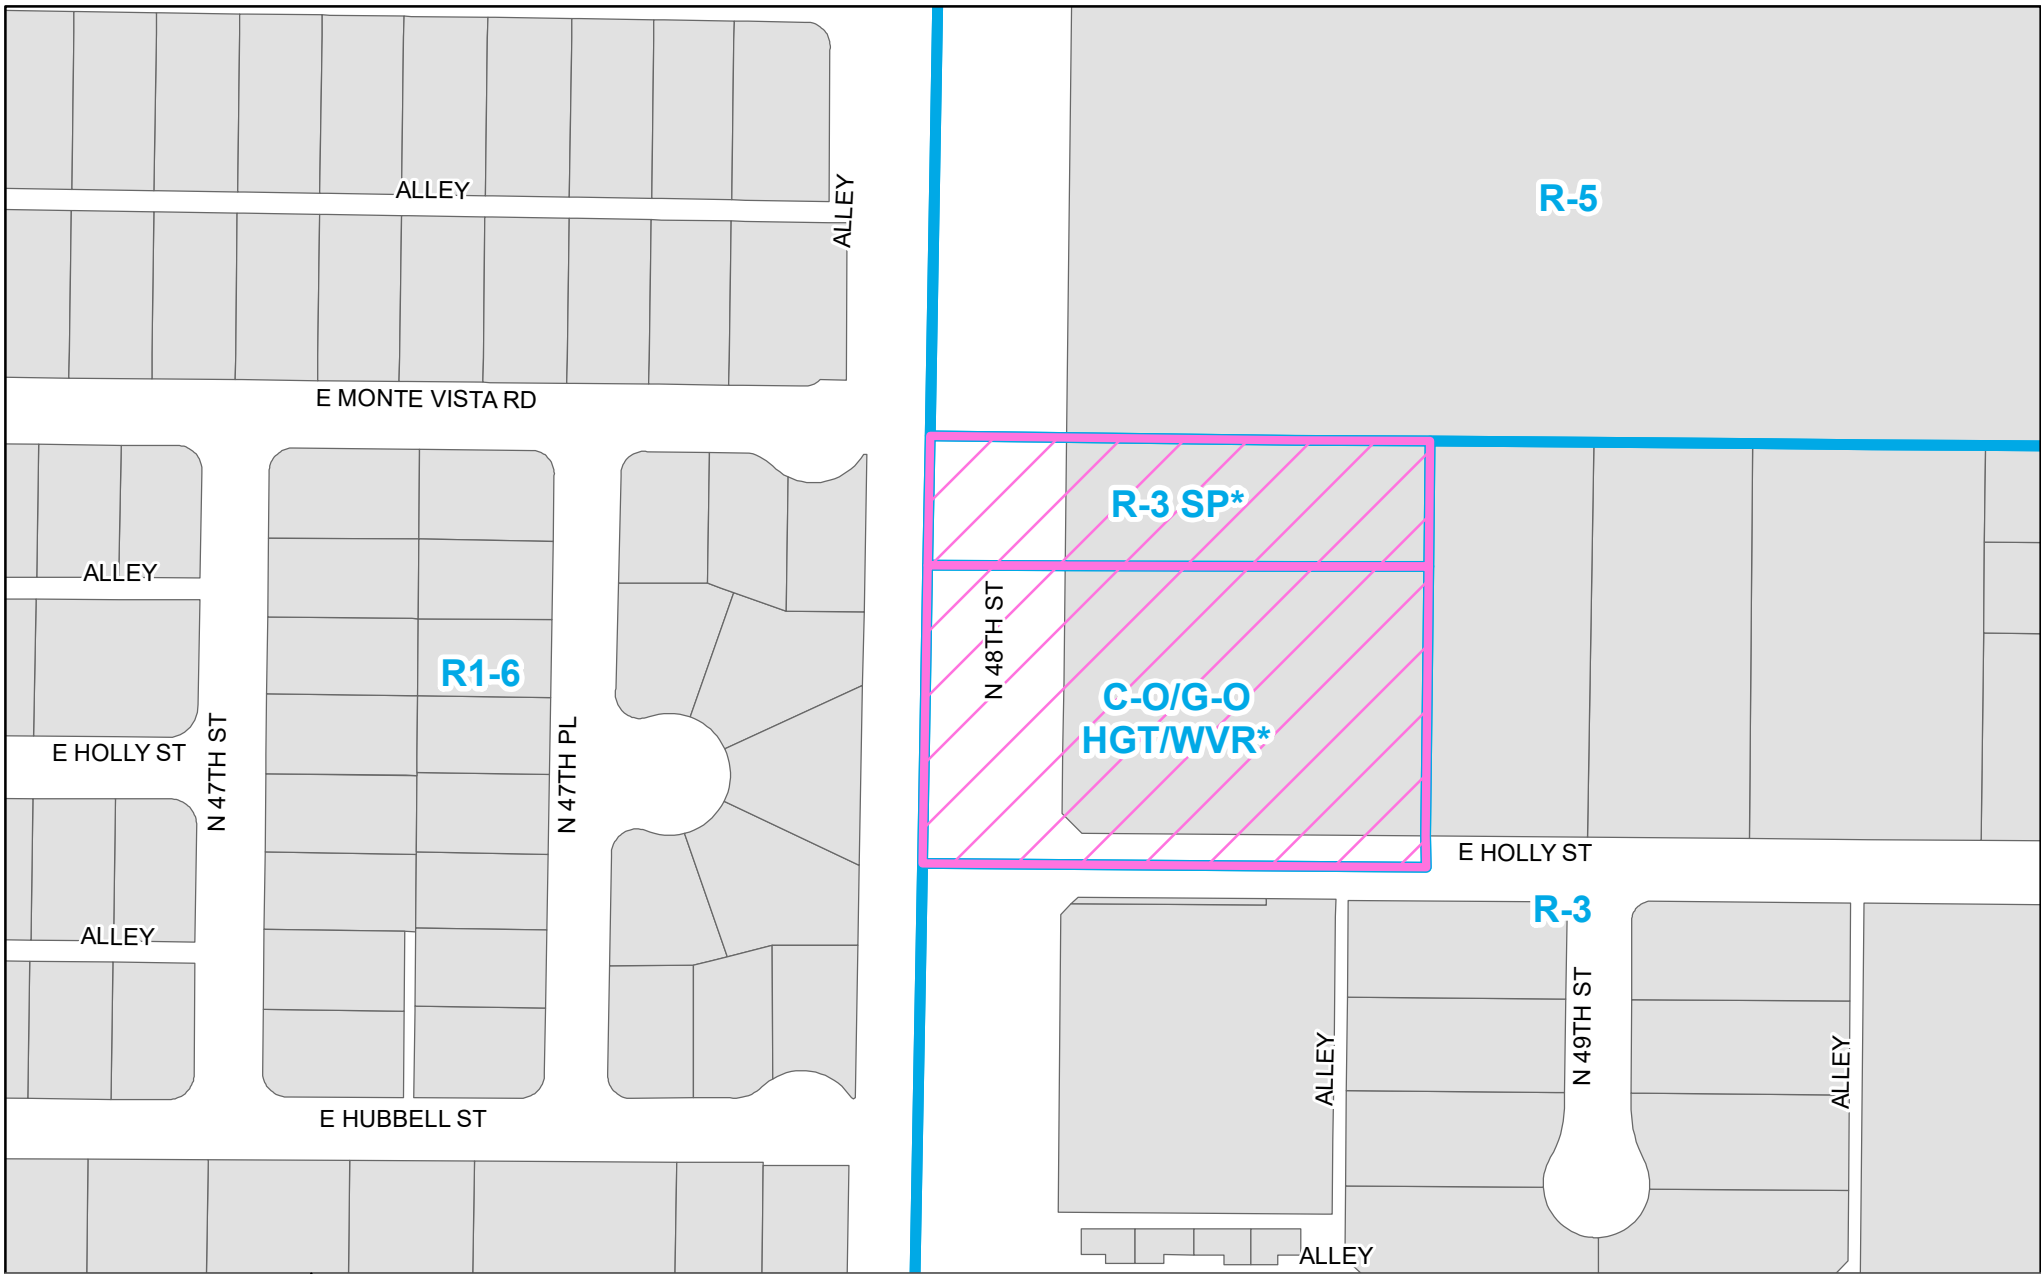 ALLEY
ALLEY
R-5
E MONTE VISTA RD
R-3 SP*
ALLEY
N 48TH ST
R1-6
C-O/G-O
HGT/WVR*
E HOLLY ST
N 47TH ST
N 47TH PL
E HOLLY ST
R-3
ALLEY
N 49TH ST
ALLEY
ALLEY
E HUBBELL ST
ALLEY